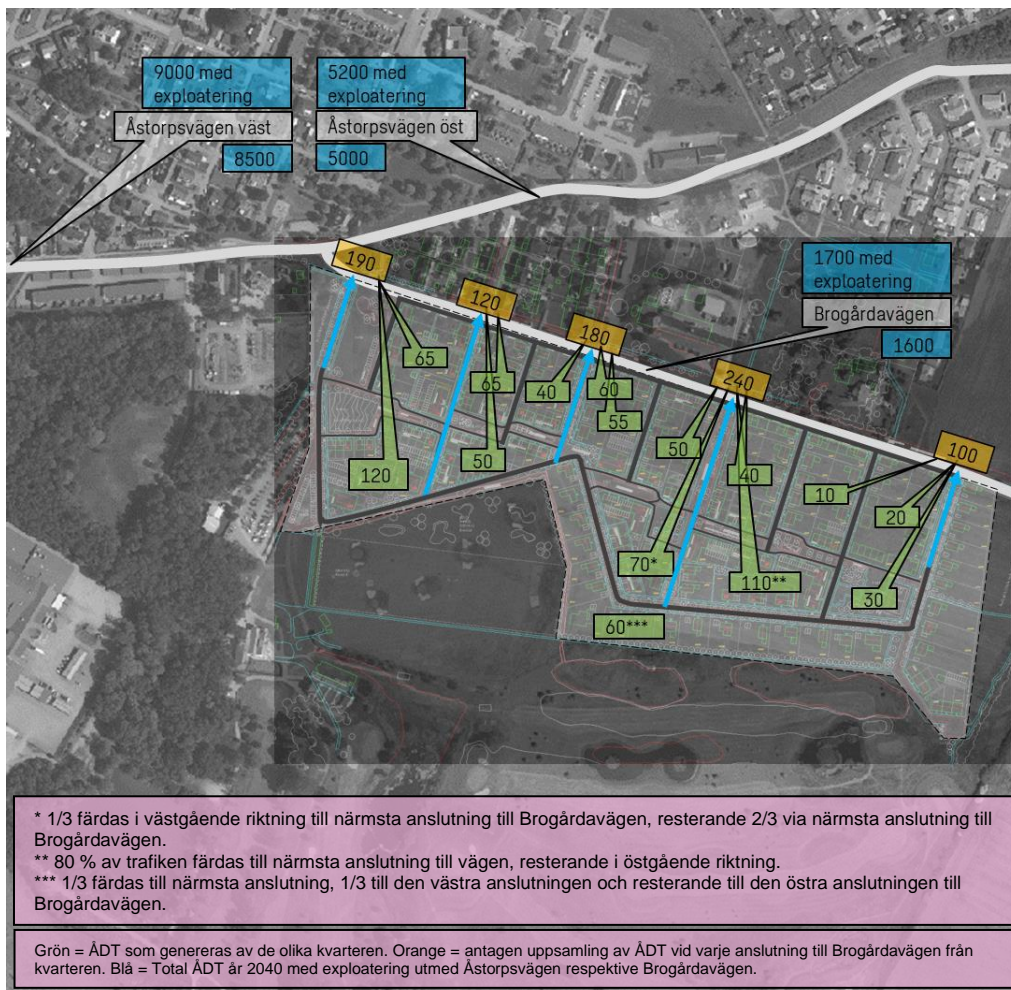 9000 med
exploatering
5200 med
exploatering
Åstorpsvägen väst
Åstorpsvägen öst
8500
5000
1700 med
exploatering
Brogårdavägen
1600
190
120
180
240
100
65
65
40
60
55
50
40
10
20
120
50
70*
110**
30
60***
* 1/3 färdas i västgående riktning till närmsta anslutning till Brogårdavägen, resterande 2/3 via närmsta anslutning till
Brogårdavägen.
** 80 % av trafiken färdas till närmsta anslutning till vägen, resterande i östgående riktning.
*** 1/3 färdas till närmsta anslutning, 1/3 till den västra anslutningen och resterande till den östra anslutningen till
Brogårdavägen.
Grön = ÅDT som genereras av de olika kvarteren. Orange = antagen uppsamling av ÅDT vid varje anslutning till Brogårdavägen från
kvarteren. Blå = Total ÅDT år 2040 med exploatering utmed Åstorpsvägen respektive Brogårdavägen.